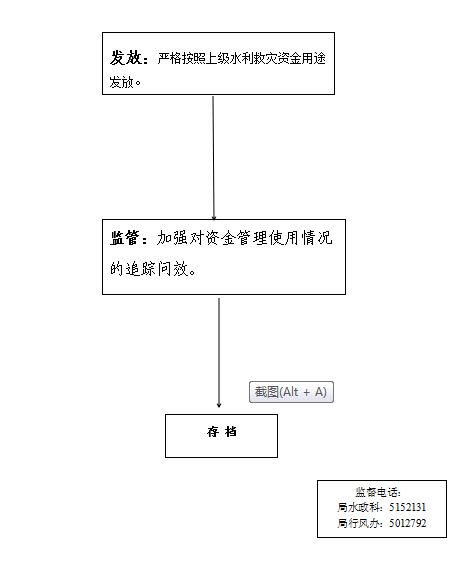 发放：严格按照上级水利救灾资金用途
发放。
监管：加强对资金管理使用情况
的追踪问效。
截图(Alt + A)
存 档
监督电话：
局水政科：5152131
局行风办：5012792